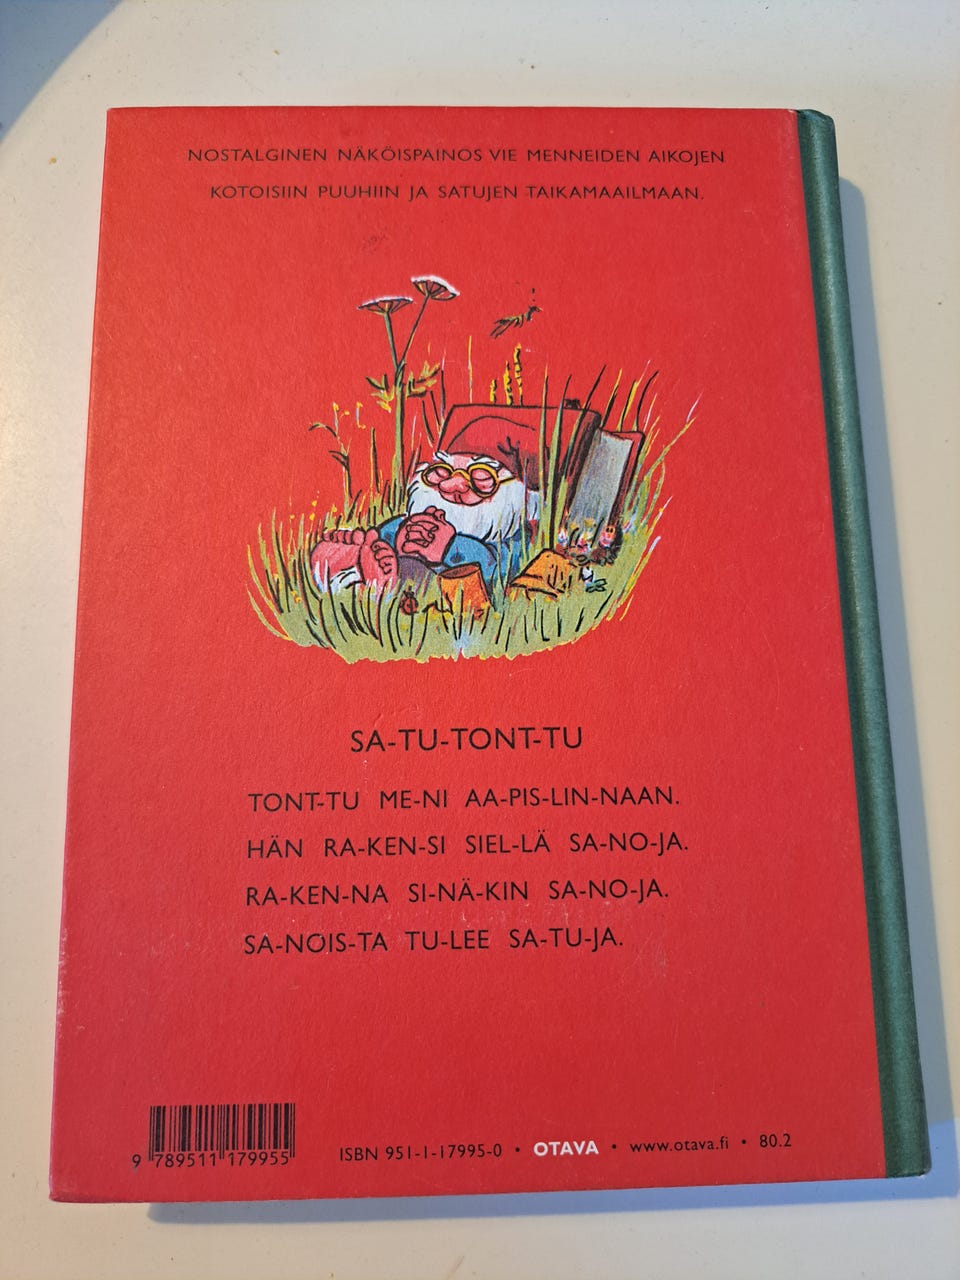 NOSTALGINEN NÄKÖISPAINOS VIE MENNEIDEN AIKOJEN
KOTOISIIN PUUHIIN JA SATUJEN TAIKAMAAILMAAN.
SA-TU-TONT-TU
TONT-TU ME-NI AA-PIS-LIN-NAAN.
HÄN RA-KEN-SI SIEL-LÄ SA-NO-JA.
RA-KEN-NA SI-NÄ-KIN SA-NO-JA.
SA-NOIS-TA TU-LEE SA-TU-JA.
9 789511 179955
ISBN 951-1-17995-0 • OTAVA • www.otava.fi • 80.2